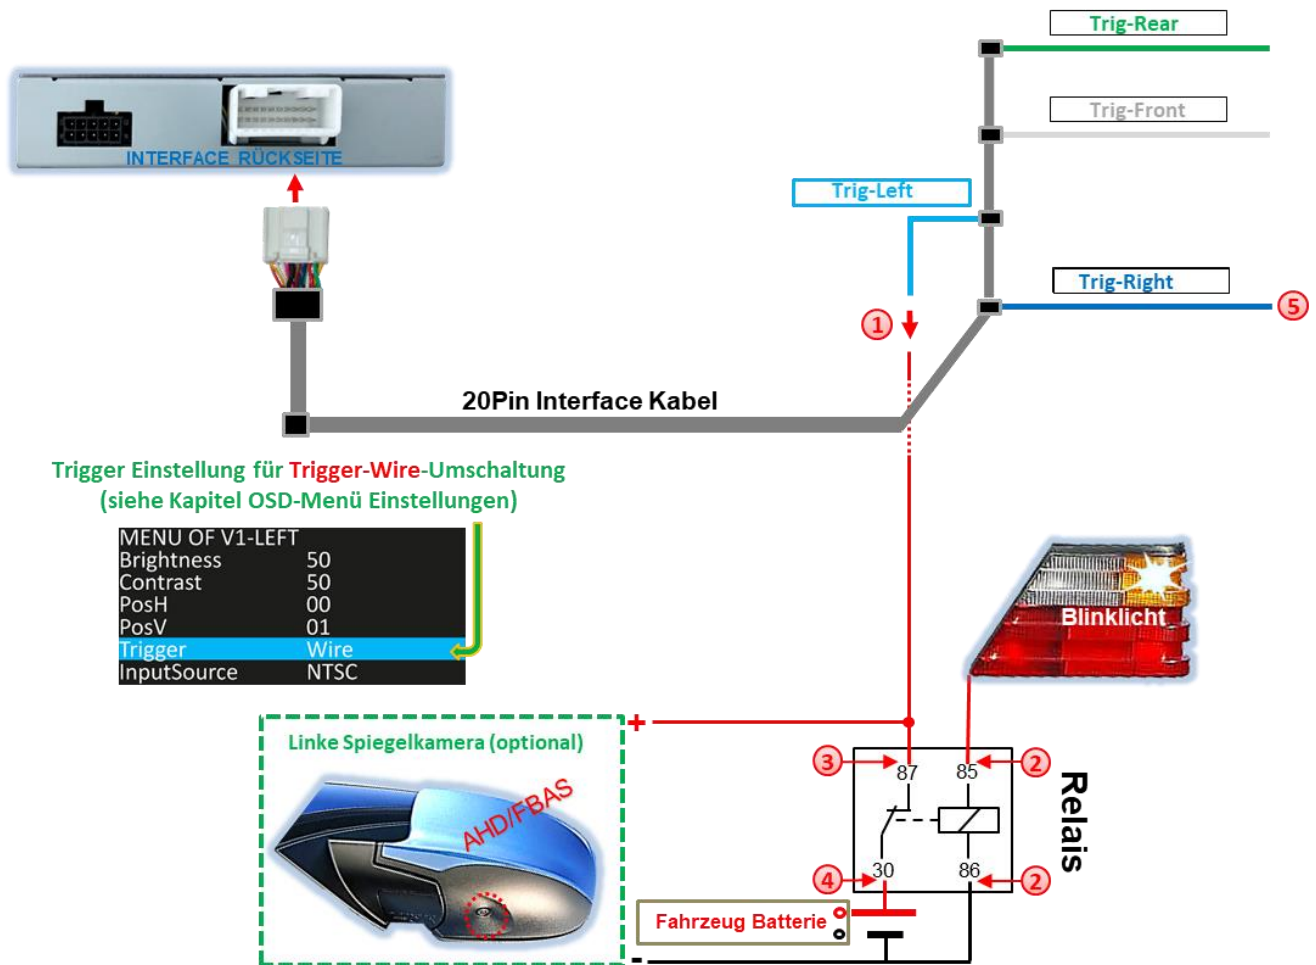 Trig-Rear
Trig-Front
INTERFACE RÜCKSEITE
Trig-Left
Trig-Right
5
1
20Pin Interface Kabel
Trigger Einstellung für Trigger-Wire-Umschaltung
(siehe Kapitel OSD-Menü Einstellungen)
MENU OF V1-LEFT
Brightness 50
Contrast 50
PosH 00
PosV 01
Trigger Wire
InputSource NTSC
Blinklicht
+
Linke Spiegelkamera (optional)
AHD/FBAS
3
87
85
2
Relais
4
30
86
2
Fahrzeug Batterie
-